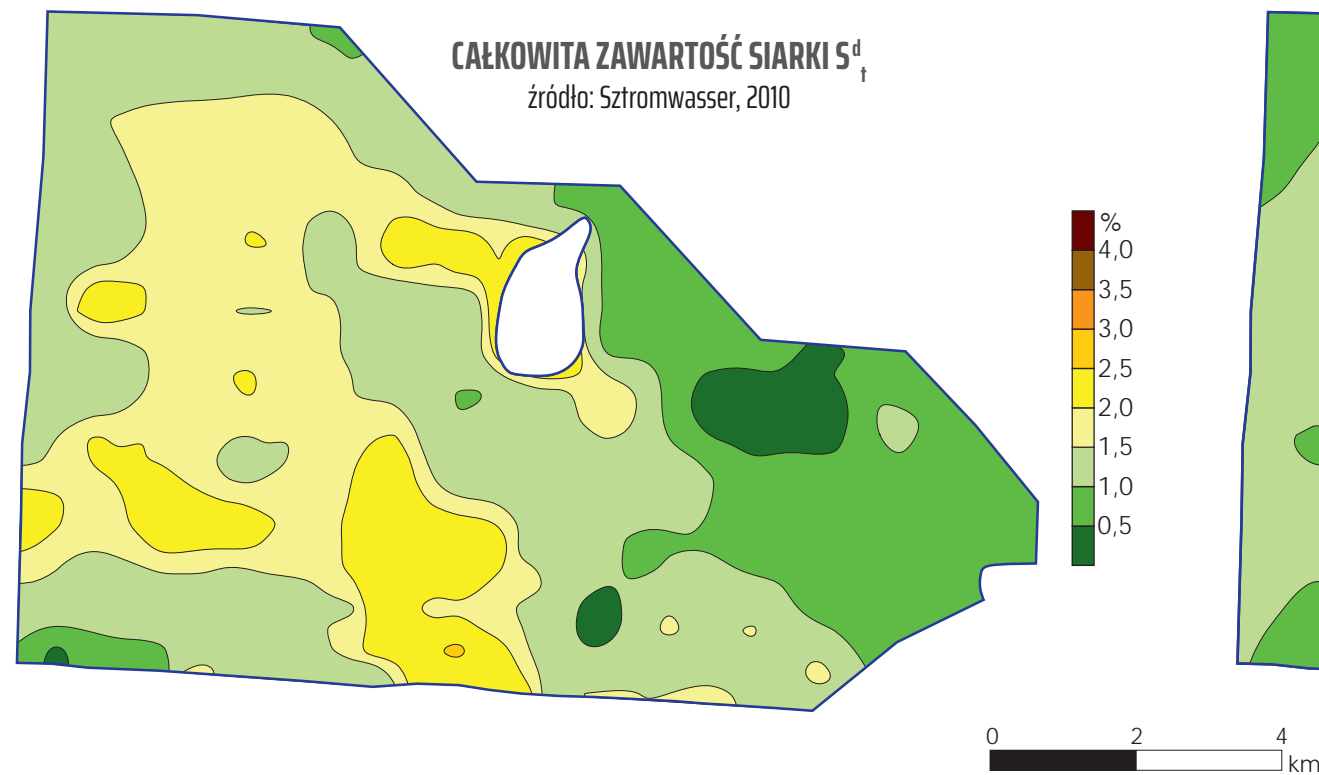 CAŁKOWITA ZAWARTOŚĆ SIARKI S d t
źródło: Sztromwasser, 2010
%
4,0
3,5
3,0
2,5
2,0
1,5
1,0
0,5
0 2 4
km